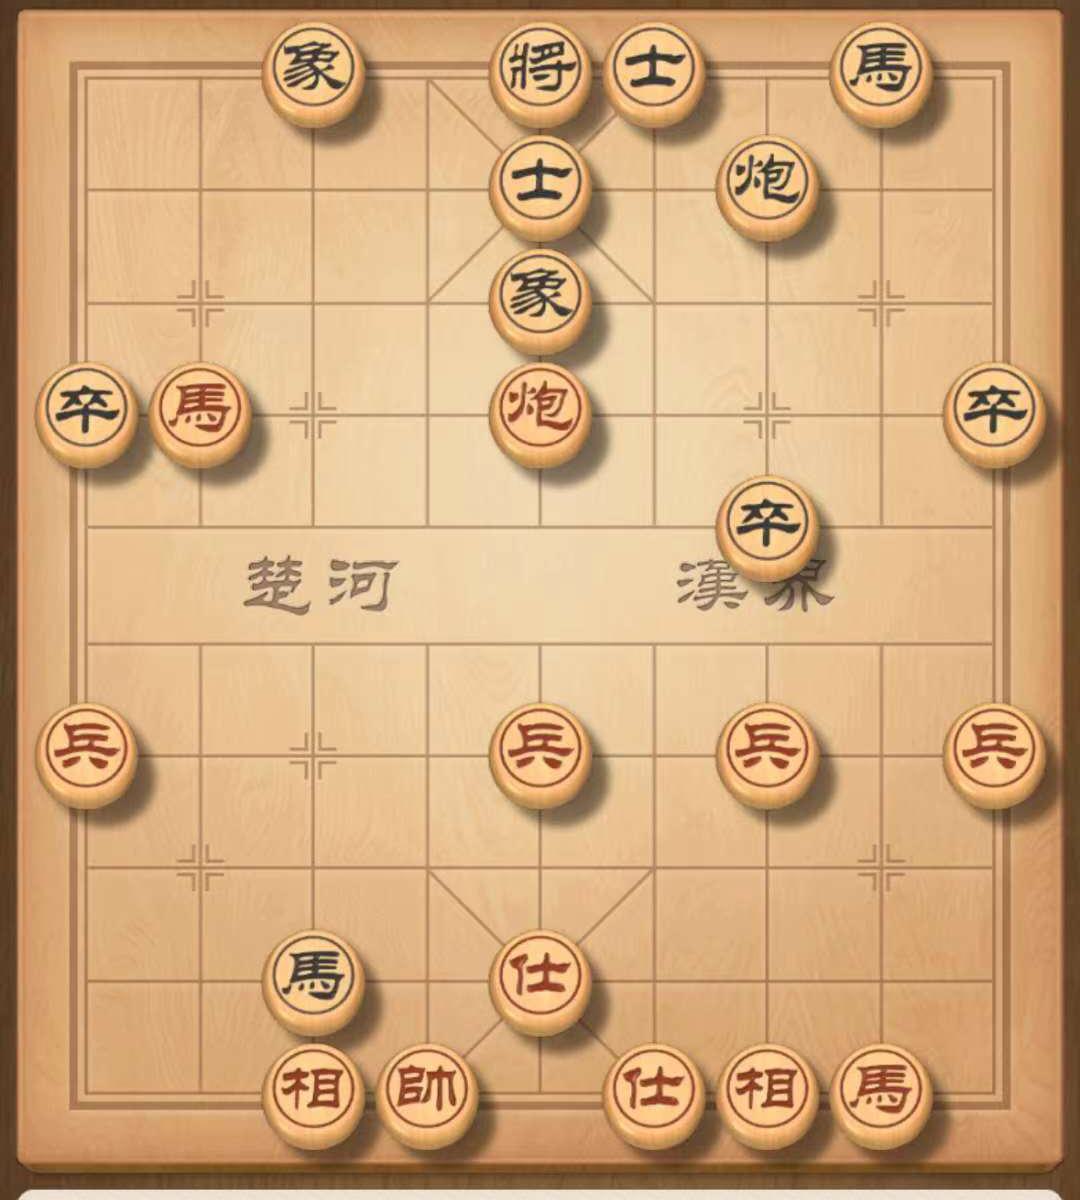 象 將 士 馬
士 炮
象
卒 馬 炮 卒
卒
楚河 漢界
兵 兵 兵 兵
馬 仕
相 帥 仕 相 馬